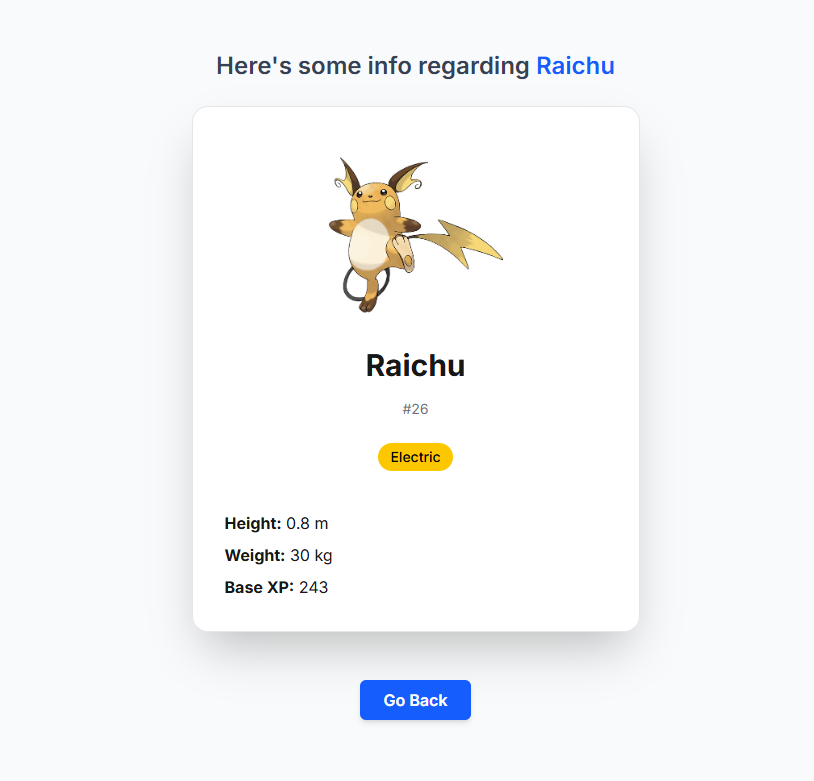 Here's some info regarding Raichu
Raichu
#26
Electric
Height: 0.8 m
Weight: 30 kg
Base XP: 243
Go Back